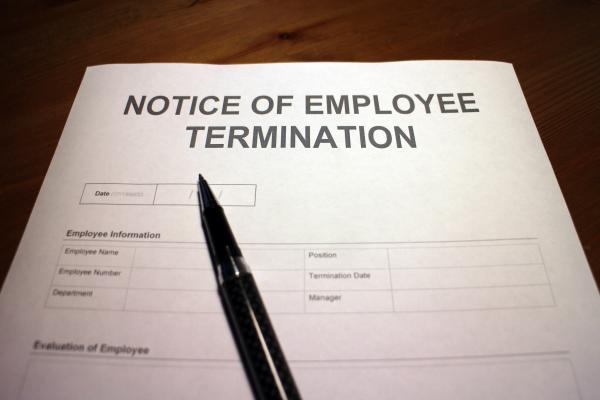 NOTICE OF EMPLOYEE
TERMINATION
Date
/ /
Employee Information
Employee Name
Position
Employee Number
Termination Date
Department
Manager
Evaluation of Employee